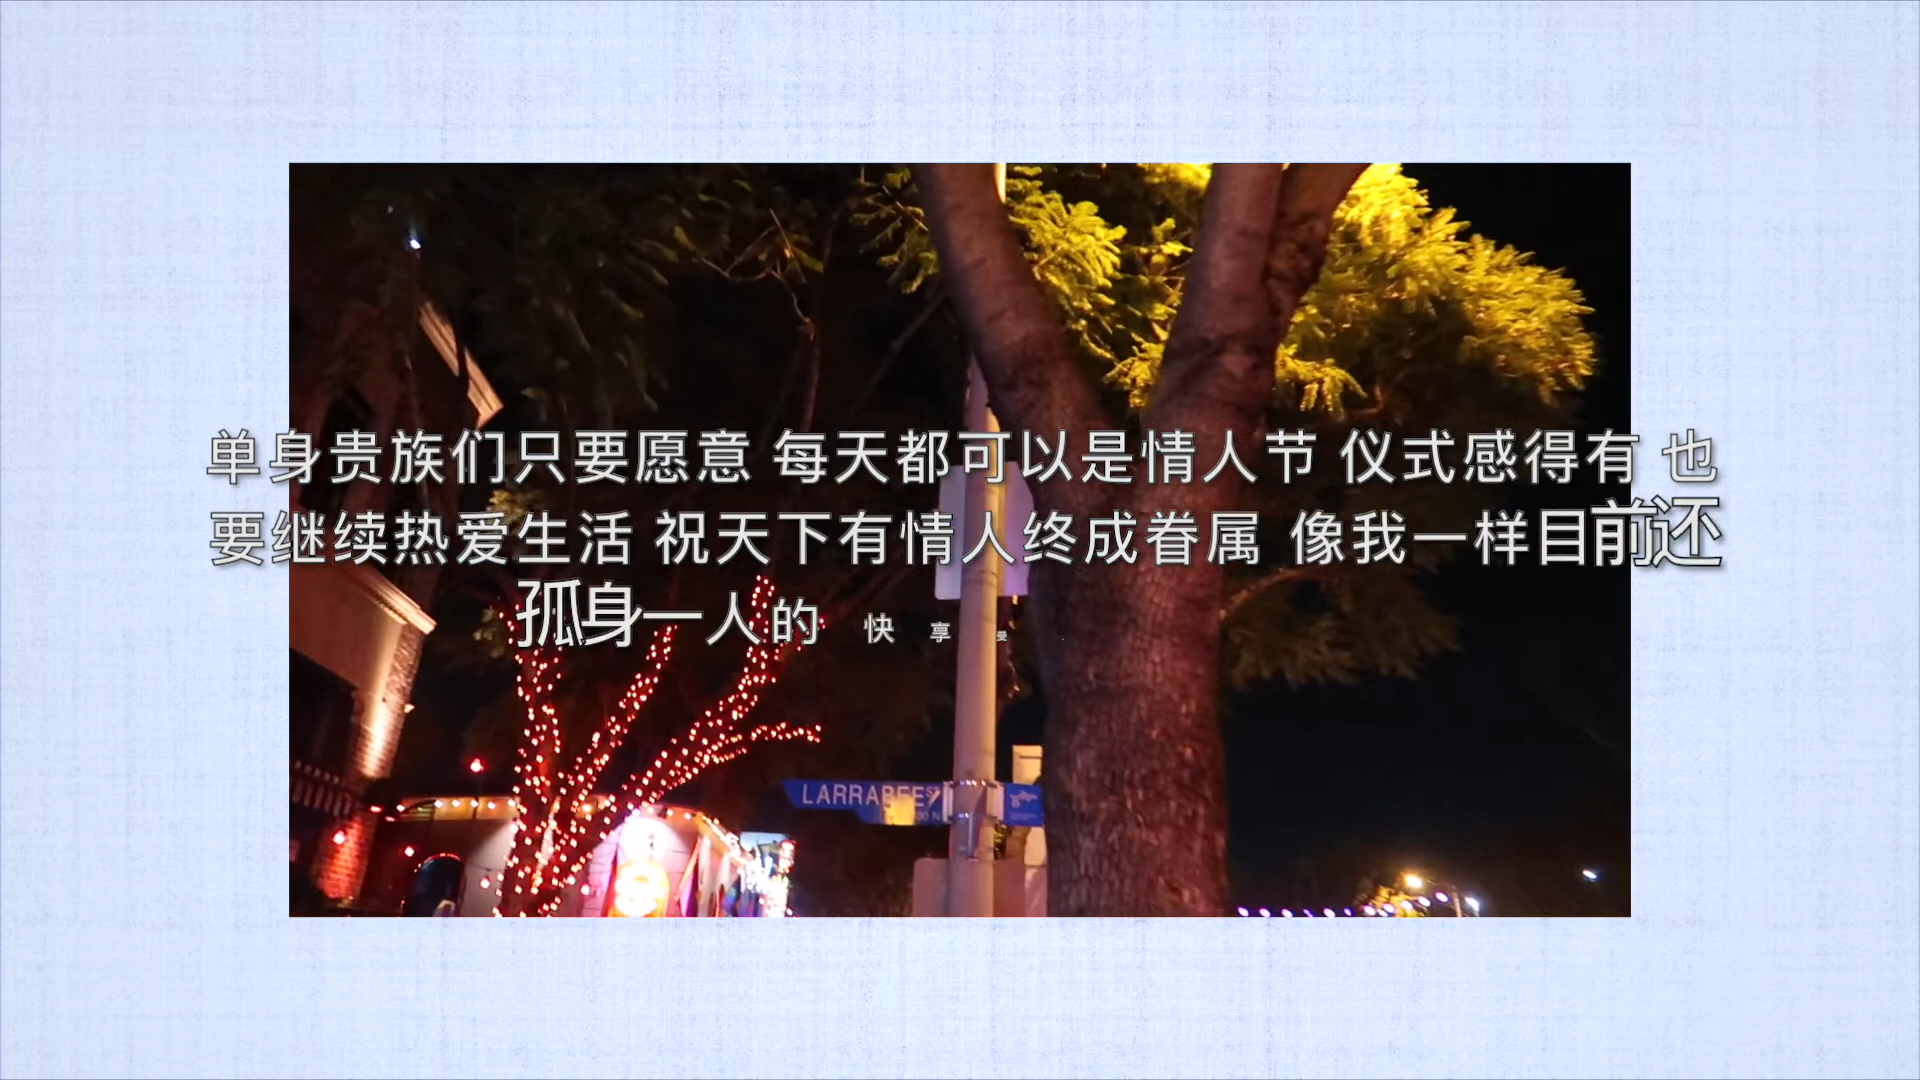 单身贵族们只要愿意 每天都可以是情人节 仪式感得有 也
要继续热爱生活 祝天下有情人终成眷属 像我一样目前还
孤身一人的 快 享 受
LARRABEE ST